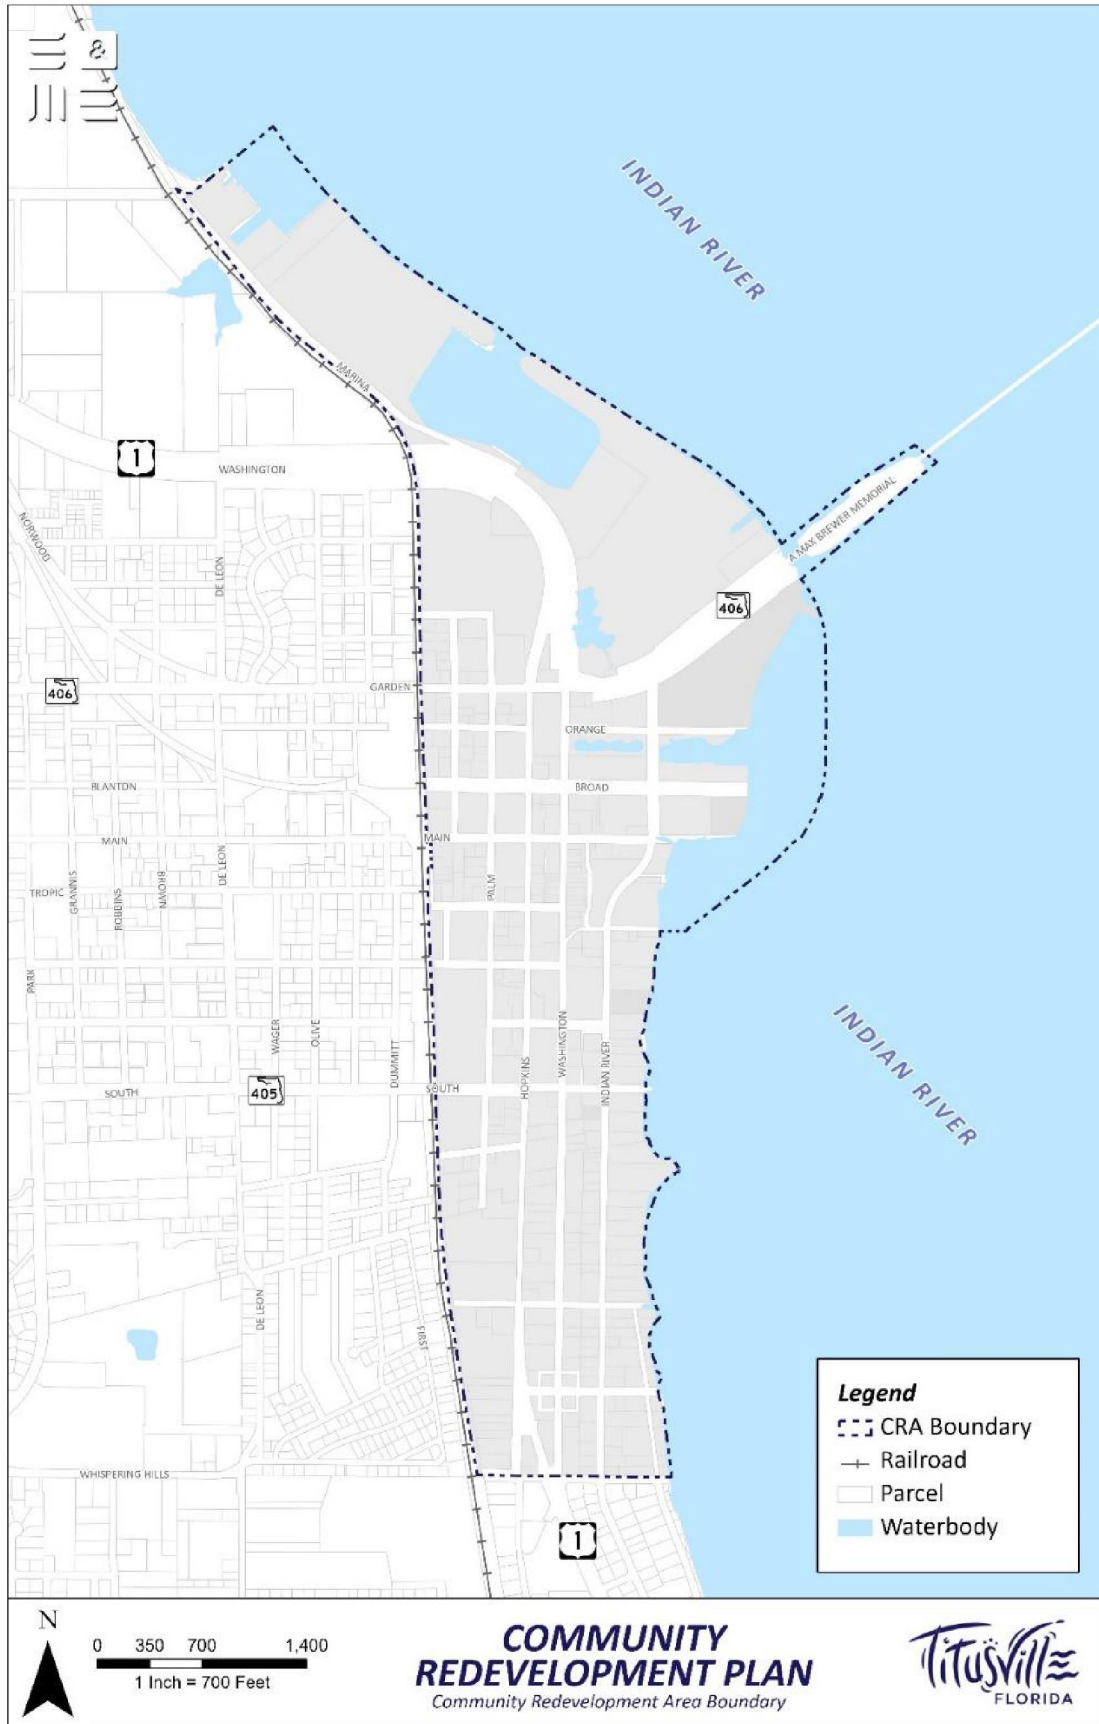 &
INDIAN RIVER
MARINA
1
WASHINGTON
A MAX BREWER MEMORIAL
NORWOOD
DE LEON
406
406
GARDEN
ORANGE
BLANTON
BROAD
MAIN
MAIN
TROPIC
GRANNIS
ROBBINS
BROWN
DE LEON
PALM
PARK
WAGER
OLIVE
DUMMITT
HOPKINS
WASHINGTON
INDIAN RIVER
INDIAN RIVER
SOUTH
405
SOUTH
DE LEON
FIRST
WHISPERING HILLS
1
Legend
CRA Boundary
Railroad
Parcel
Waterbody
N
0 350 700 1,400
1 Inch = 700 Feet
COMMUNITY
REDEVELOPMENT PLAN
Community Redevelopment Area Boundary
TiTUSVillE
FLORIDA